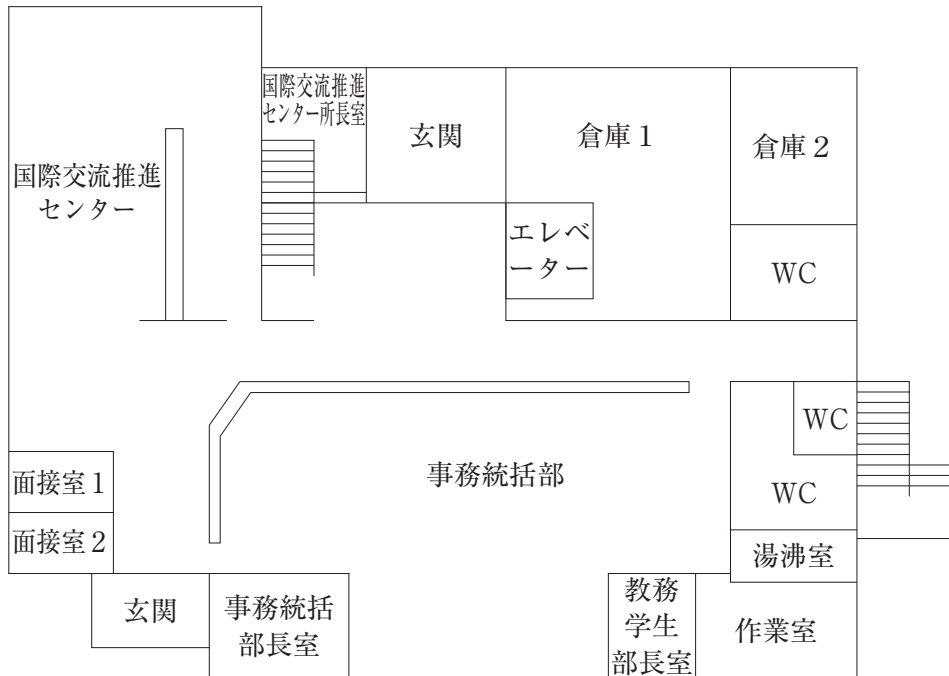 国際交流推進
センター所長室
玄関
倉庫１
倉庫２
国際交流推進
センター
エレベ
ーター
WC
WC
事務統括部
面接室１
WC
面接室２
湯沸室
玄関
事務統括
部長室
教務
学生
部長室
作業室